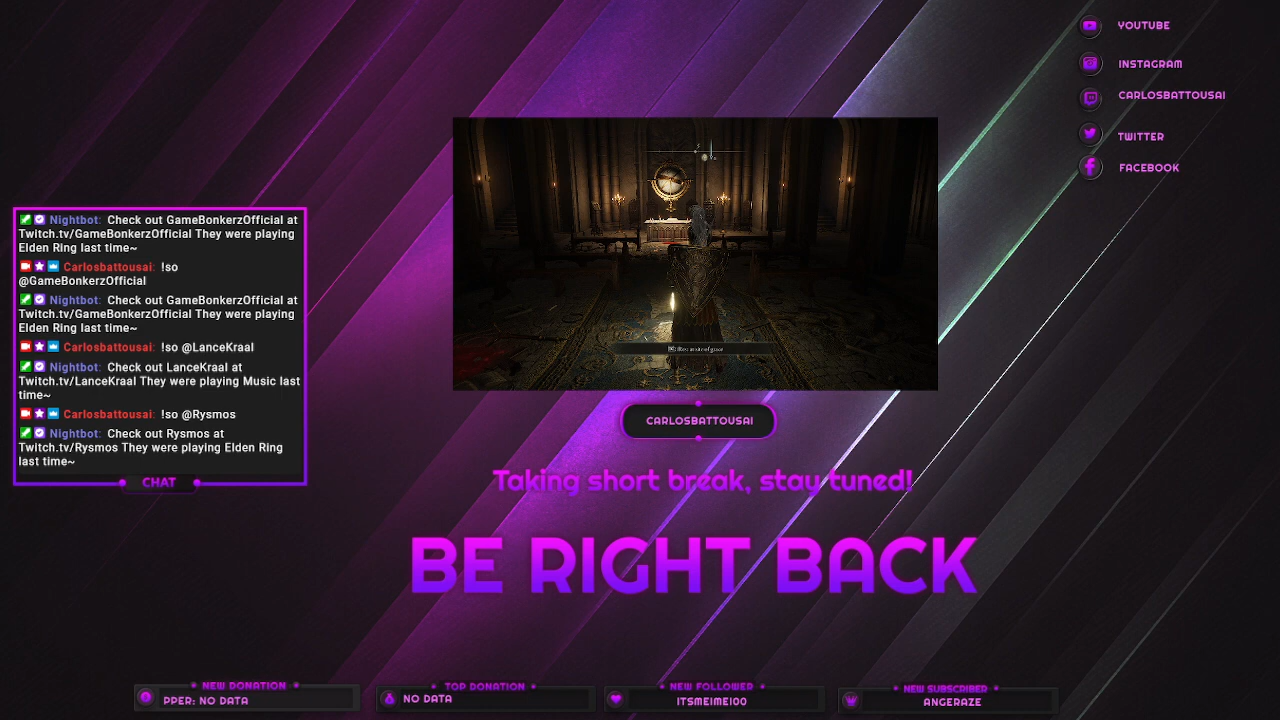 YOUTUBE
INSTAGRAM
CARLOSBATTOUSAI
TWITTER
FACEBOOK
Nightbot: Check out GameBonkerzOfficial at
Twitch.tv/GameBonkerzOfficial They were playing
Elden Ring last time~
Carlosbattousai: !so
@GameBonkerzOfficial
Nightbot: Check out GameBonkerzOfficial at
Twitch.tv/GameBonkerzOfficial They were playing
Elden Ring last time~
Carlosbattousai: !so @LanceKraal
Nightbot: Check out LanceKraal at
Twitch.tv/LanceKraal They were playing Music last
time~
Carlosbattousai: !so @Rysmos
Nightbot: Check out Rysmos at
Twitch.tv/Rysmos They were playing Elden Ring
last time~
CHAT
CARLOSBATTOUSAI
Taking short break, stay tuned!
BE RIGHT BACK
NEW DONATION
PPER: NO DATA
TOP DONATION
NO DATA
NEW FOLLOWER
ITSMEIMEI00
NEW SUBSCRIBER
ANGERAZE